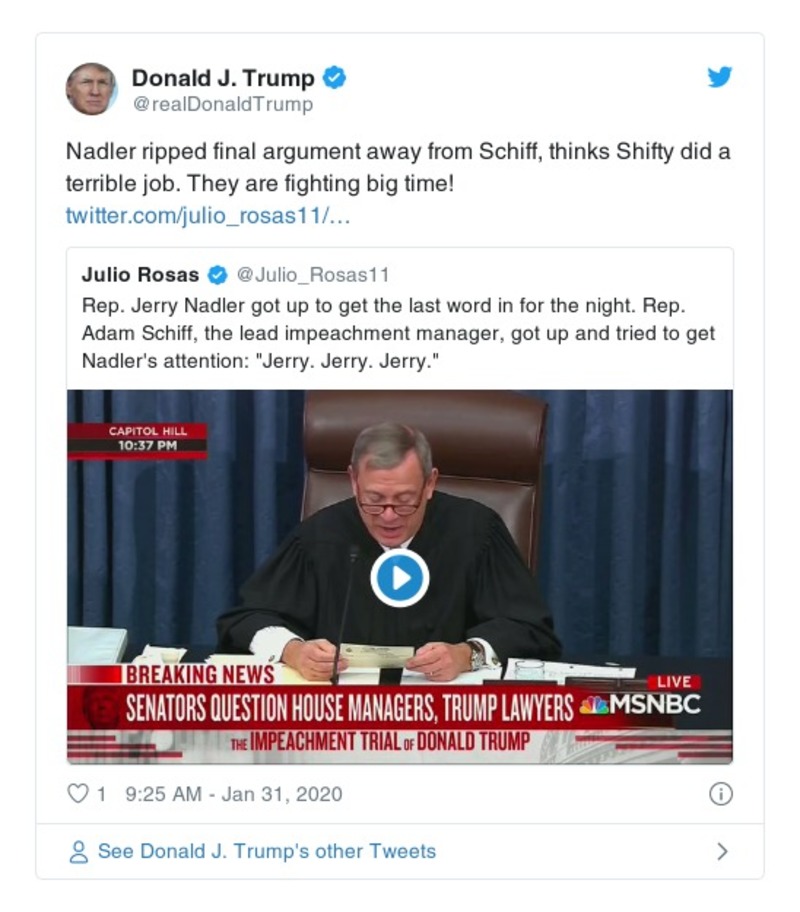 Donald J. Trump
@realDonaldTrump
Nadler ripped final argument away from Schiff, thinks Shifty did a
terrible job. They are fighting big time!
twitter.com/julio_rosas11/…
Julio Rosas @Julio_Rosas11
Rep. Jerry Nadler got up to get the last word in for the night. Rep.
Adam Schiff, the lead impeachment manager, got up and tried to get
Nadler's attention: "Jerry. Jerry. Jerry."
CAPITOL HILL
10:37 PM
BREAKING NEWS
LIVE
SENATORS QUESTION HOUSE MANAGERS, TRUMP LAWYERS MSNBC
THE IMPEACHMENT TRIAL OF DONALD TRUMP
1 9:25 AM - Jan 31, 2020
See Donald J. Trump's other Tweets